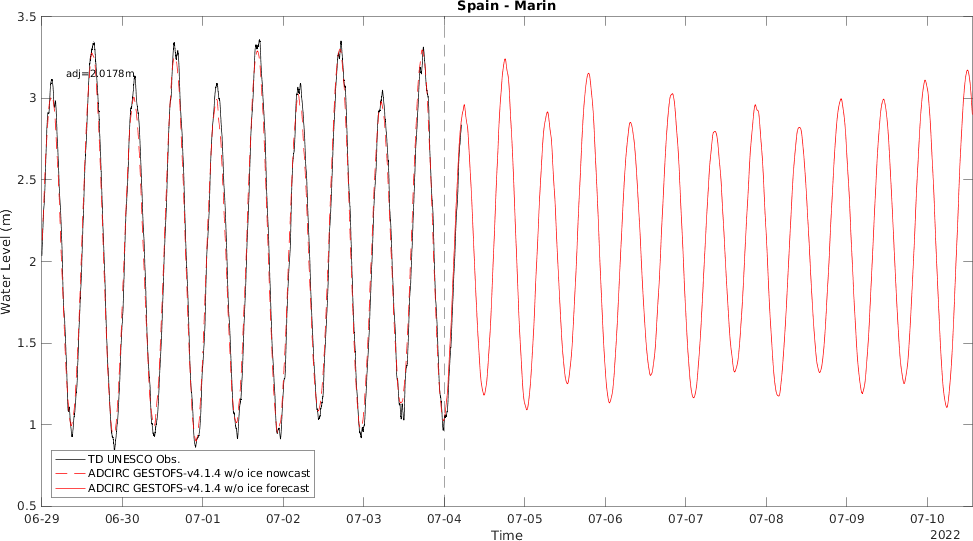 Spain - Marin
3.5
3
2.5
2
1.5
1
0.5
Water Level (m)
adj=2.0178m
TD UNESCO Obs.
ADCIRC GESTOFS-v4.1.4 w/o ice nowcast
ADCIRC GESTOFS-v4.1.4 w/o ice forecast
06-29 06-30 07-01 07-02 07-03 07-04 07-05 07-06 07-07 07-08 07-09 07-10
Time
2022